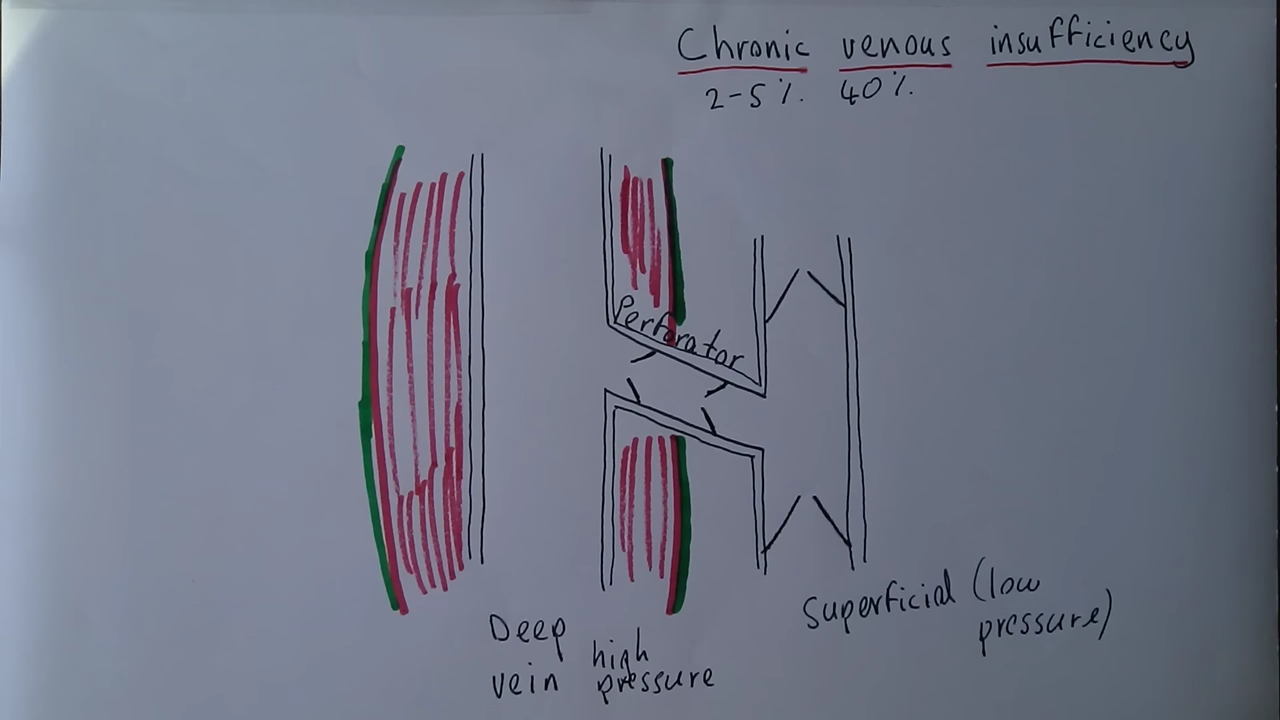 Chronic venous insufficiency
2-5%. 40%.
Perforator
Deep
vein
high
pressure
Superficial (low
pressure)